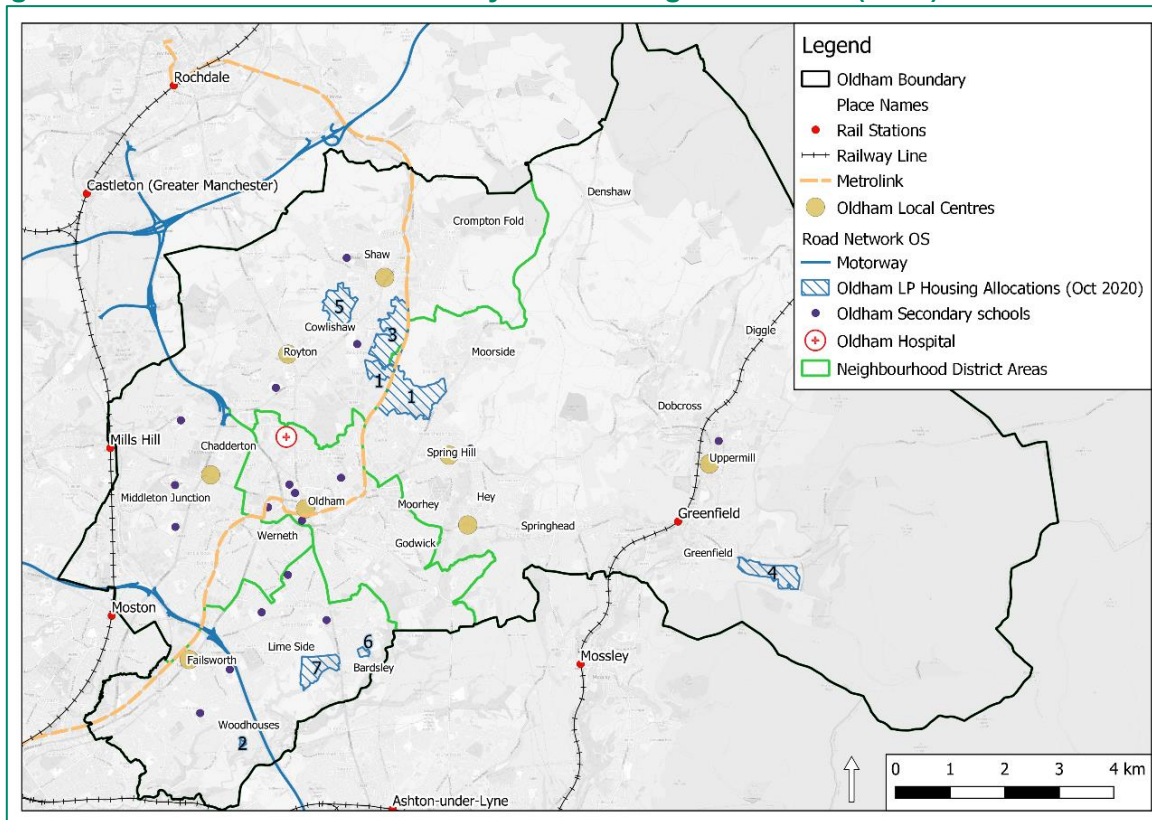 Legend
Oldham Boundary
Place Names
Rail Stations
Railway Line
Metrolink
Oldham Local Centres
Road Network OS
Motorway
Oldham LP Housing Allocations (Oct 2020)
Oldham Secondary schools
Oldham Hospital
Neighbourhood District Areas
Rochdale
Castleton (Greater Manchester)
Denshaw
Crompton Fold
Shaw
5
Cowlishaw
3
Royton
Moorside
Diggle
1
1
Dobcross
Mills Hill
Chadderton
Spring Hill
Uppermill
Middleton Junction
Oldham
Moorhey
Hey
Springhead
Greenfield
Werneth
Godwick
Greenfield
4
Moston
Lime Side
6
Failsworth
7
Bardsley
Mossley
Woodhouses
2
Ashton-under-Lyne
0 1 2 3 4 km